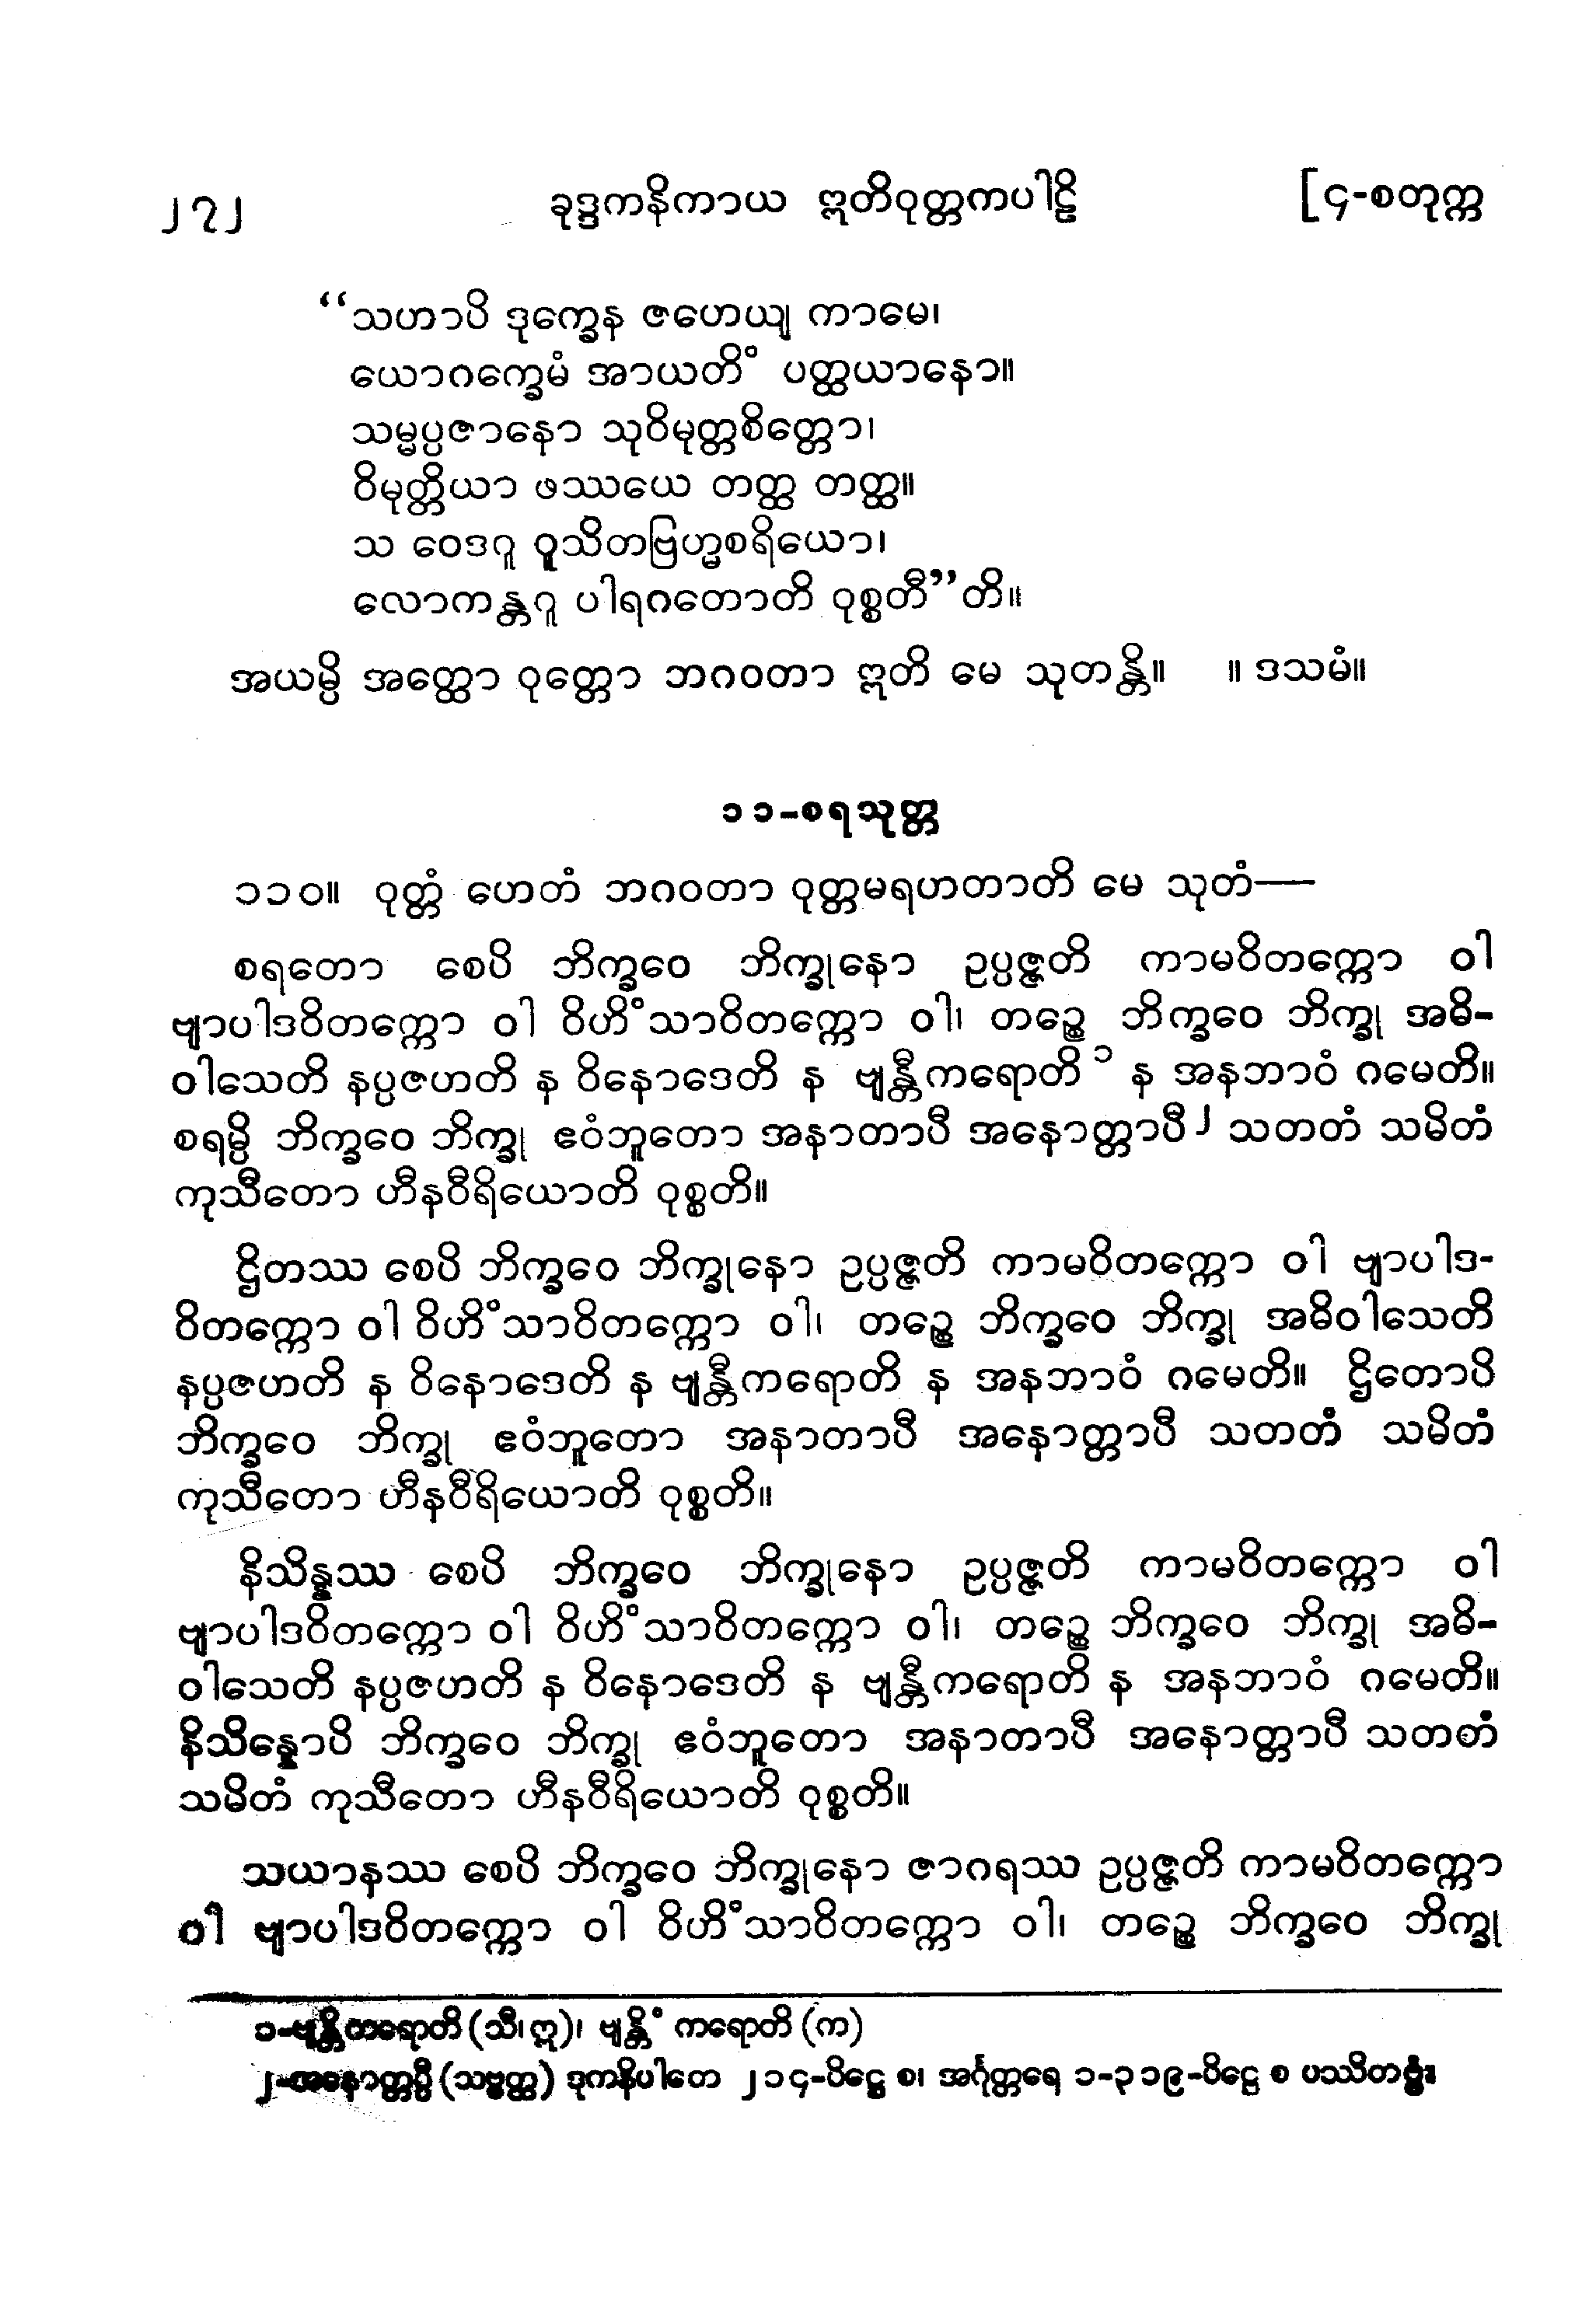 ၂၇၂ ခုဒ္ဒကနိကာယ ဣတိဝုတ္တကပါဠိ [၄-စတုက္က
“သဟာပိ ဒုက္ခေန ဇဟေယျ ကာမေ၊
ယောဂက္ခေမံ အာယတိံ ပတ္ထယာနော။
သမ္မပ္ပဇာနော သုဝိမုတ္တစိတ္တော၊
ဝိမုတ္တိယာ ဖဿယေ တတ္ထ တတ္ထ။
သ ဝေဒဂူ ဝူသိတဗြဟ္မစရိယော၊
လောကန္တဂူ ပါရဂတောတိ ဝုစ္စတီ”တိ။
အယမ္ပိ အတ္ထော ဝုတ္တော ဘဂဝတာ ဣတိ မေ သုတန္တိ။ ။ ဒသမံ။
၁၁-စရသုတ္တ
၁၁၀။ ဝုတ္တံ ဟေတံ ဘဂဝတာ ဝုတ္တမရဟတာတိ မေ သုတံ—
စရတော စေပိ ဘိက္ခဝေ ဘိက္ခုနော ဥပ္ပဇ္ဇတိ ကာမဝိတက္ကော ဝါ
ဗျာပါဒဝိတက္ကော ဝါ ဝိဟိံသာဝိတက္ကော ဝါ၊ တဉ္စေ ဘိက္ခဝေ ဘိက္ခု အဓိ-
ဝါသေတိ နပ္ပဇဟတိ န ဝိနောဒေတိ န ဗျန္တီကရောတိ ၁ န အနဘာဝံ ဂမေတိ။
စရမ္ပိ ဘိက္ခဝေ ဘိက္ခု ဧဝံဘူတော အနာတာပီ အနောတ္တာပီ ၂ သတတံ သမိတံ
ကုသီတော ဟီနဝီရိယောတိ ဝုစ္စတိ။
ဌိတဿ စေပိ ဘိက္ခဝေ ဘိက္ခုနော ဥပ္ပဇ္ဇတိ ကာမဝိတက္ကော ဝါ ဗျာပါဒ-
ဝိတက္ကော ဝါ ဝိဟိံသာဝိတက္ကော ဝါ၊ တဉ္စေ ဘိက္ခဝေ ဘိက္ခု အဓိဝါသေတိ
နပ္ပဇဟတိ န ဝိနောဒေတိ န ဗျန္တီကရောတိ န အနဘာဝံ ဂမေတိ။ ဌိတောပိ
ဘိက္ခဝေ ဘိက္ခု ဧဝံဘူတော အနာတာပီ အနောတ္တာပီ သတတံ သမိတံ
ကုသီတော ဟီနဝီရိယောတိ ဝုစ္စတိ။
နိသိန္နဿ စေပိ ဘိက္ခဝေ ဘိက္ခုနော ဥပ္ပဇ္ဇတိ ကာမဝိတက္ကော ဝါ
ဗျာပါဒဝိတက္ကော ဝါ ဝိဟိံသာဝိတက္ကော ဝါ၊ တဉ္စေ ဘိက္ခဝေ ဘိက္ခု အဓိ-
ဝါသေတိ နပ္ပဇဟတိ န ဝိနောဒေတိ န ဗျန္တီကရောတိ န အနဘာဝံ ဂမေတိ။
နိသိန္နောပိ ဘိက္ခဝေ ဘိက္ခု ဧဝံဘူတော အနာတာပီ အနောတ္တာပီ သတတံ
သမိတံ ကုသီတော ဟီနဝီရိယောတိ ဝုစ္စတိ။
သယာနဿ စေပိ ဘိက္ခဝေ ဘိက္ခုနော ဇာဂရဿ ဥပ္ပဇ္ဇတိ ကာမဝိတက္ကော
ဝါ ဗျာပါဒဝိတက္ကော ဝါ ဝိဟိံသာဝိတက္ကော ဝါ၊ တဉ္စေ ဘိက္ခဝေ ဘိက္ခု
၁-ဗျန္တိကရောတိ (သီ၊ ဣ)၊ ဗျန္တိံ ကရောတိ (က)
၂-အနောတ္တပ္ပီ (သဗ္ဗတ္ထ) ဒုကနိပါတေ ၂၁၄-ပိဋ္ဌေ စ၊ အင်္ဂုတ္တရေ ၁-၃၁၉-ပိဋ္ဌေ စ ပဿိတဗ္ဗံ။